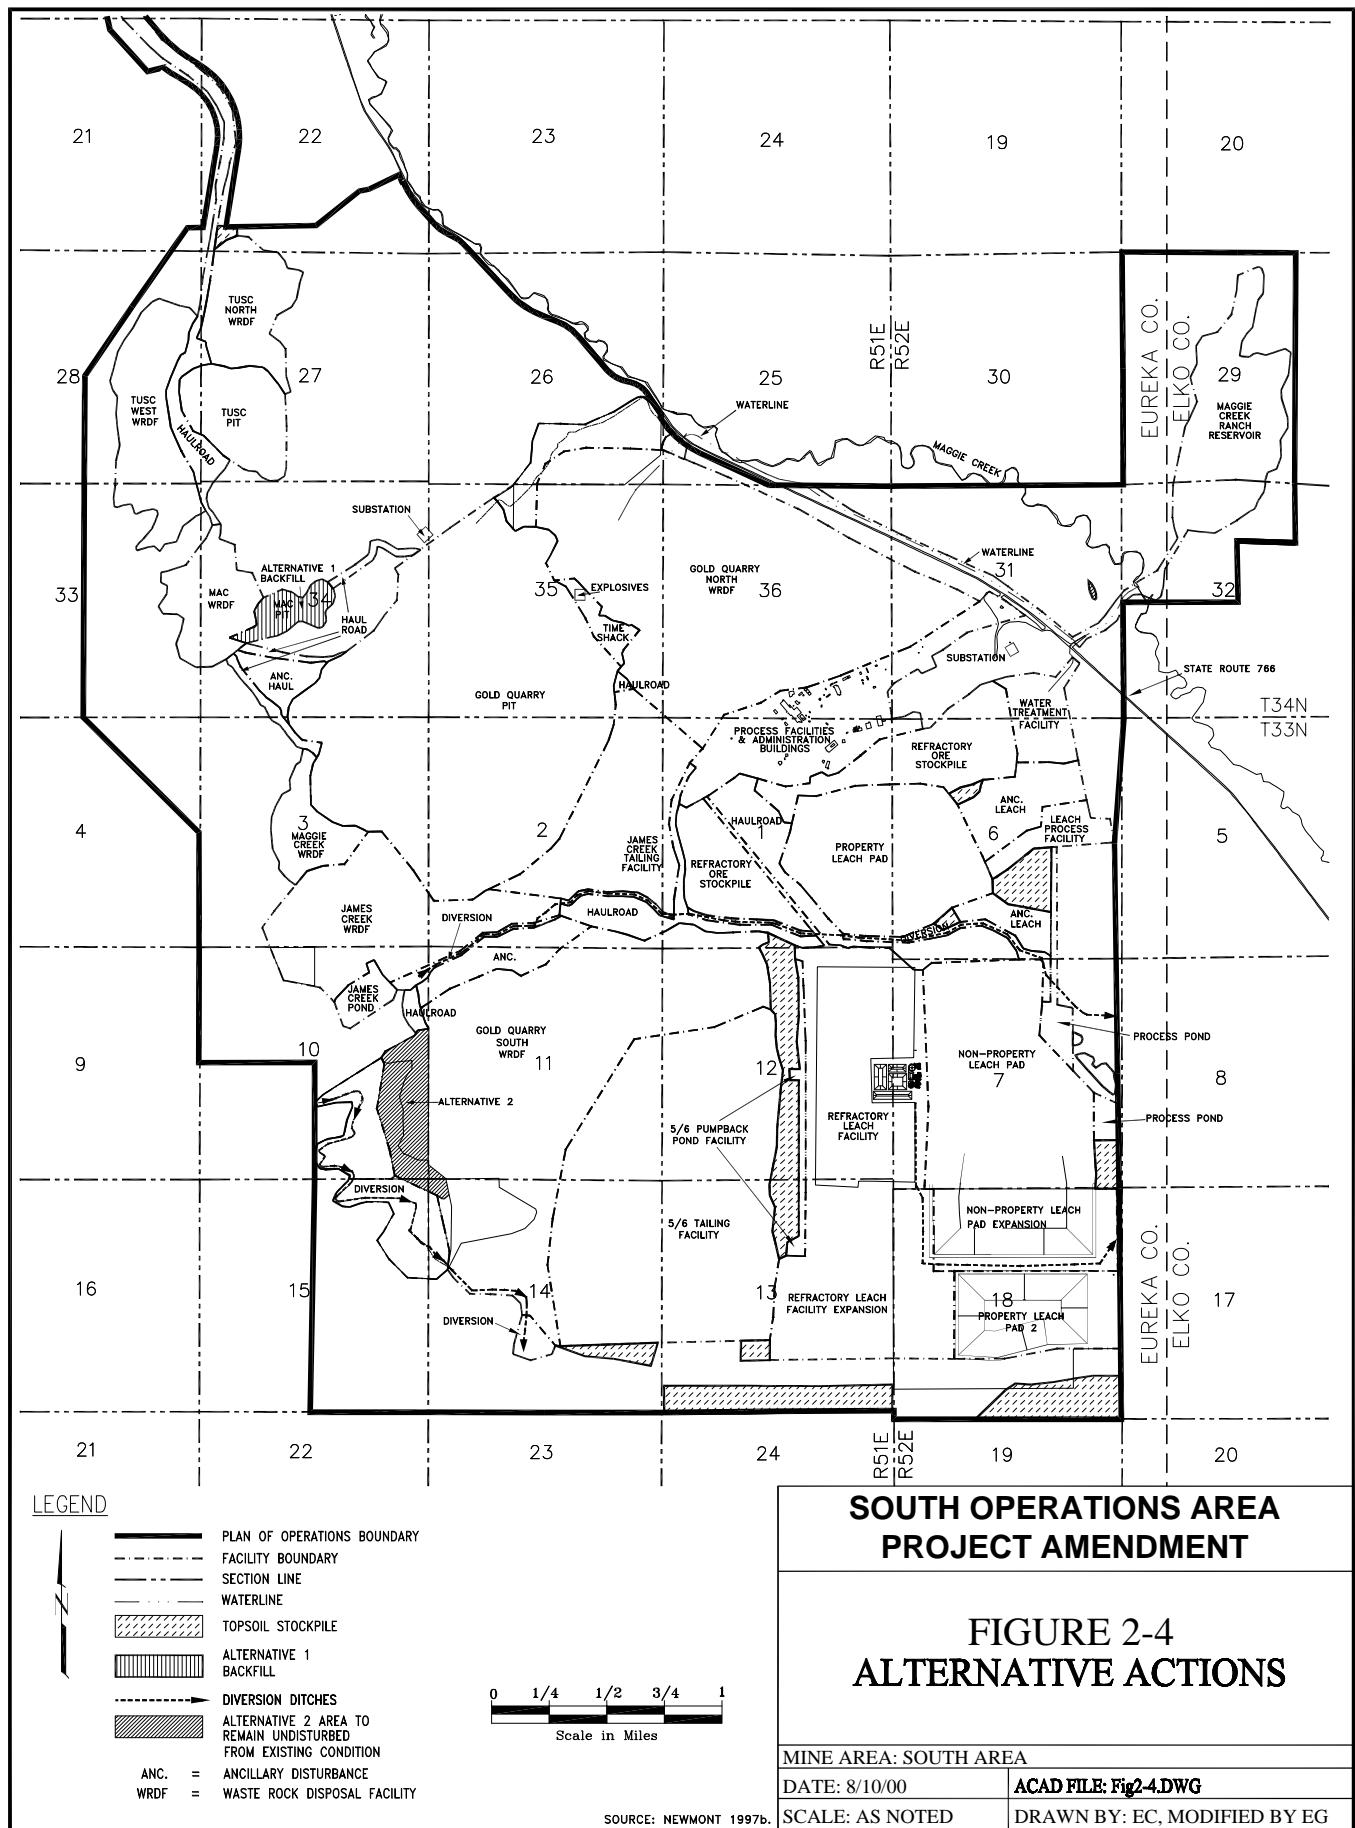 21
22
23
24
19
20
TUSC
NORTH
WRDF
28
27
26
25
R51E
R52E
30
EUREKA CO.
ELKO CO.
29
TUSC
WEST
WRDF
TUSC
PIT
HAULROAD
WATERLINE
MAGGIE
CREEK
RANCH
RESERVOIR
MAGGIE CREEK
SUBSTATION
WATERLINE
ALTERNATIVE 1
BACKFILL
33
MAC
WRDF
MAC
PIT
34
HAUL
ROAD
35
EXPLOSIVES
GOLD QUARRY
NORTH
WRDF
36
31
32
TIME
SHACK
ANC.
HAUL
HAULROAD
SUBSTATION
STATE ROUTE 766
GOLD QUARRY
PIT
WATER
TREATMENT
FACILITY
T34N
T33N
PROCESS FACILITIES
& ADMINISTRATION
BUILDINGS
REFRACTORY
ORE
STOCKPILE
4
3
MAGGIE
CREEK
WRDF
2
JAMES
CREEK
TAILING
FACILITY
HAULROAD
1
REFRACTORY
ORE
STOCKPILE
PROPERTY
LEACH PAD
ANC.
LEACH
6
LEACH
PROCESS
FACILITY
5
JAMES
CREEK
WRDF
DIVERSION
HAULROAD
ANC.
LEACH
DIVERSION
ANC.
JAMES
CREEK
POND
HAULROAD
GOLD QUARRY
SOUTH
WRDF
9
10
11
12
NON-PROPERTY
LEACH PAD
7
PROCESS POND
8
ALTERNATIVE 2
5/6 PUMPBACK
POND FACILITY
REFRACTORY
LEACH
FACILITY
PROCESS POND
DIVERSION
5/6 TAILING
FACILITY
NON-PROPERTY LEACH
PAD EXPANSION
16
15
14
13
REFRACTORY LEACH
FACILITY EXPANSION
18
PROPERTY LEACH
PAD 2
EUREKA CO.
ELKO CO.
17
DIVERSION
21
22
23
24
R51E
R52E
19
20
LEGEND
N
PLAN OF OPERATIONS BOUNDARY
FACILITY BOUNDARY
SECTION LINE
WATERLINE
TOPSOIL STOCKPILE
ALTERNATIVE 1
BACKFILL
DIVERSION DITCHES
ALTERNATIVE 2 AREA TO
REMAIN UNDISTURBED
FROM EXISTING CONDITION
ANC. = ANCILLARY DISTURBANCE
WRDF = WASTE ROCK DISPOSAL FACILITY
0 1/4 1/2 3/4 1
Scale in Miles
SOURCE: NEWMONT 1997b.
SOUTH OPERATIONS AREA
PROJECT AMENDMENT
FIGURE 2-4
ALTERNATIVE ACTIONS
MINE AREA: SOUTH AREA
DATE: 8/10/00
ACAD FILE: Fig2-4.DWG
SCALE: AS NOTED
DRAWN BY: EC, MODIFIED BY EG